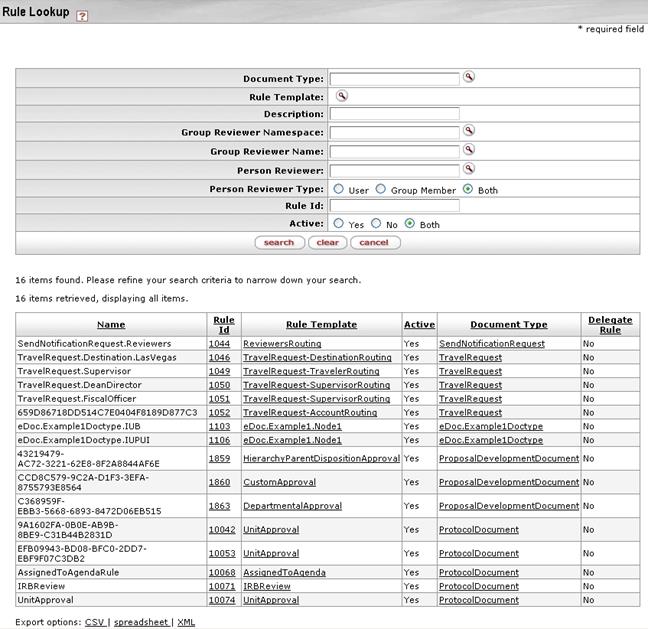 Rule Lookup ?
* required field
Document Type:
Rule Template:
Description:
Group Reviewer Namespace:
Group Reviewer Name:
Person Reviewer:
Person Reviewer Type: User Group Member Both
Rule Id:
Active: Yes No Both
search clear cancel
16 items found. Please refine your search criteria to narrow down your search.
16 items retrieved, displaying all items.
Name Rule Id Rule Template Active Document Type Delegate Rule
SendNotificationRequest.Reviewers 1044 ReviewersRouting Yes SendNotificationRequest No
TravelRequest.Destination.LasVegas 1046 TravelRequest-DestinationRouting Yes TravelRequest No
TravelRequest.Supervisor 1049 TravelRequest-TravelerRouting Yes TravelRequest No
TravelRequest.DeanDirector 1050 TravelRequest-SupervisorRouting Yes TravelRequest No
TravelRequest.FiscalOfficer 1051 TravelRequest-SupervisorRouting Yes TravelRequest No
659D86718DD514C7E0404F8189D877C3 1052 TravelRequest-AccountRouting Yes TravelRequest No
eDoc.Example1Doctype.IUB 1103 eDoc.Example1.Node1 Yes eDoc.Example1Doctype No
eDoc.Example1Doctype.IUPUI 1106 eDoc.Example1.Node1 Yes eDoc.Example1Doctype No
43219479-
AC72-3221-62E8-8F2A8844AF6E 1859 HierarchyParentDispositionApproval Yes ProposalDevelopmentDocument No
CCD8C579-9C2A-D1F3-3EFA-
8755793E8564 1860 CustomApproval Yes ProposalDevelopmentDocument No
C368959F-
EBB3-5668-6893-8472D06EB515 1863 DepartmentalApproval Yes ProposalDevelopmentDocument No
9A1602FA-0B0E-AB9B-
8BE9-C31B44B2831D 10042 UnitApproval Yes ProtocolDocument No
EFB09943-BD08-BFC0-2DD7-
EBF9F07C3DB2 10053 UnitApproval Yes ProtocolDocument No
AssignedToAgendaRule 10068 AssignedToAgenda Yes ProtocolDocument No
IRBReview 10071 IRBReview Yes ProtocolDocument No
UnitApproval 10074 UnitApproval Yes ProtocolDocument No
Export options: CSV | spreadsheet | XML